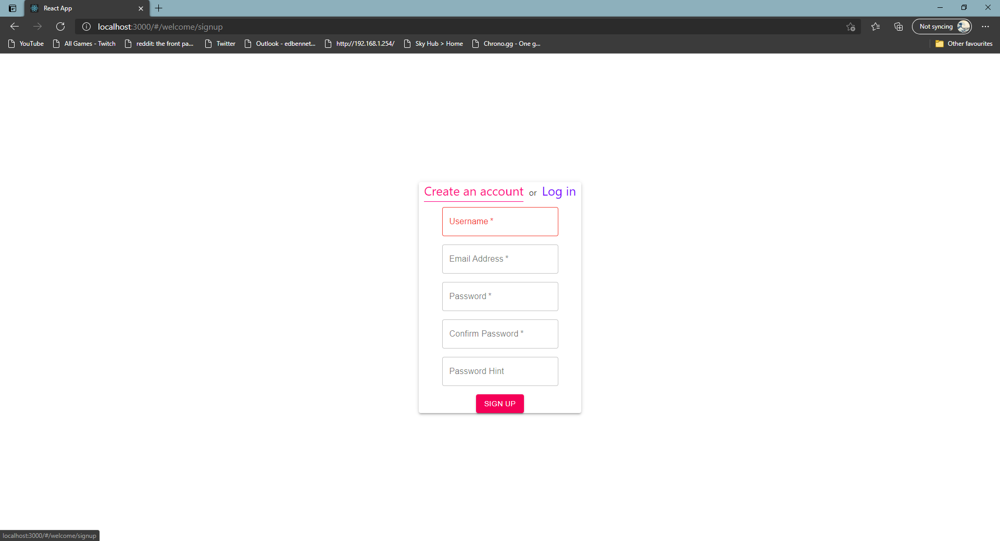 React App
localhost:3000/#/welcome/signup
Not syncing
YouTube
All Games - Twitch
reddit: the front pa...
Twitter
Outlook - edbennet...
http://192.168.1.254/
Sky Hub > Home
Chrono.gg - One g...
Other favourites
Create an account or Log in
Username *
Email Address *
Password *
Confirm Password *
Password Hint
SIGN UP
localhost:3000/#/welcome/signup